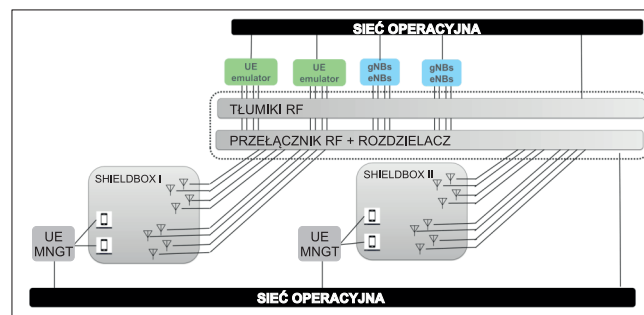 SIEĆ OPERACYJNA
UE
emulator
UE
emulator
gNBs
eNBs
gNBs
eNBs
TŁUMIKI RF
PRZEŁĄCZNIK RF + ROZDZIELACZ
SHIELDBOX I
SHIELDBOX II
UE
MNGT
UE
MNGT
SIEĆ OPERACYJNA